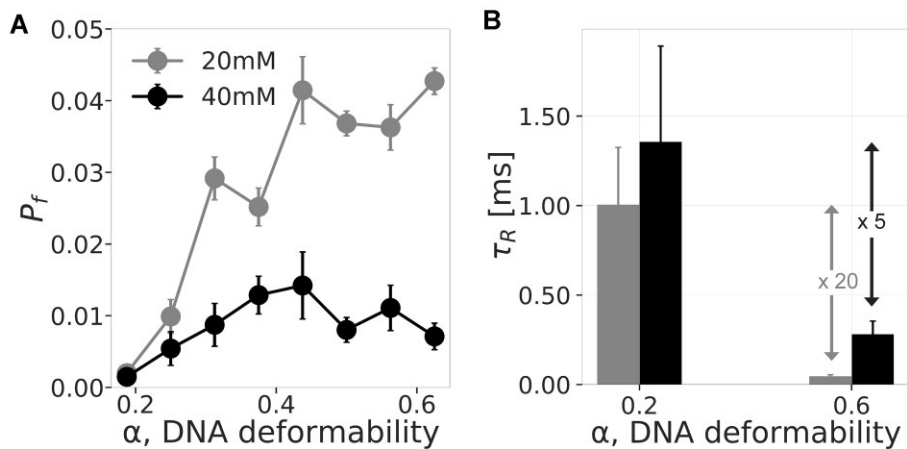 A
0.05
0.04
0.03
0.02
0.01
0.00
P_f
20mM
40mM
0.2
0.4
0.6
α, DNA deformability
B
1.50
1.00
0.50
0.00
τ_R [ms]
x 20
x 5
0.2
0.6
α, DNA deformability